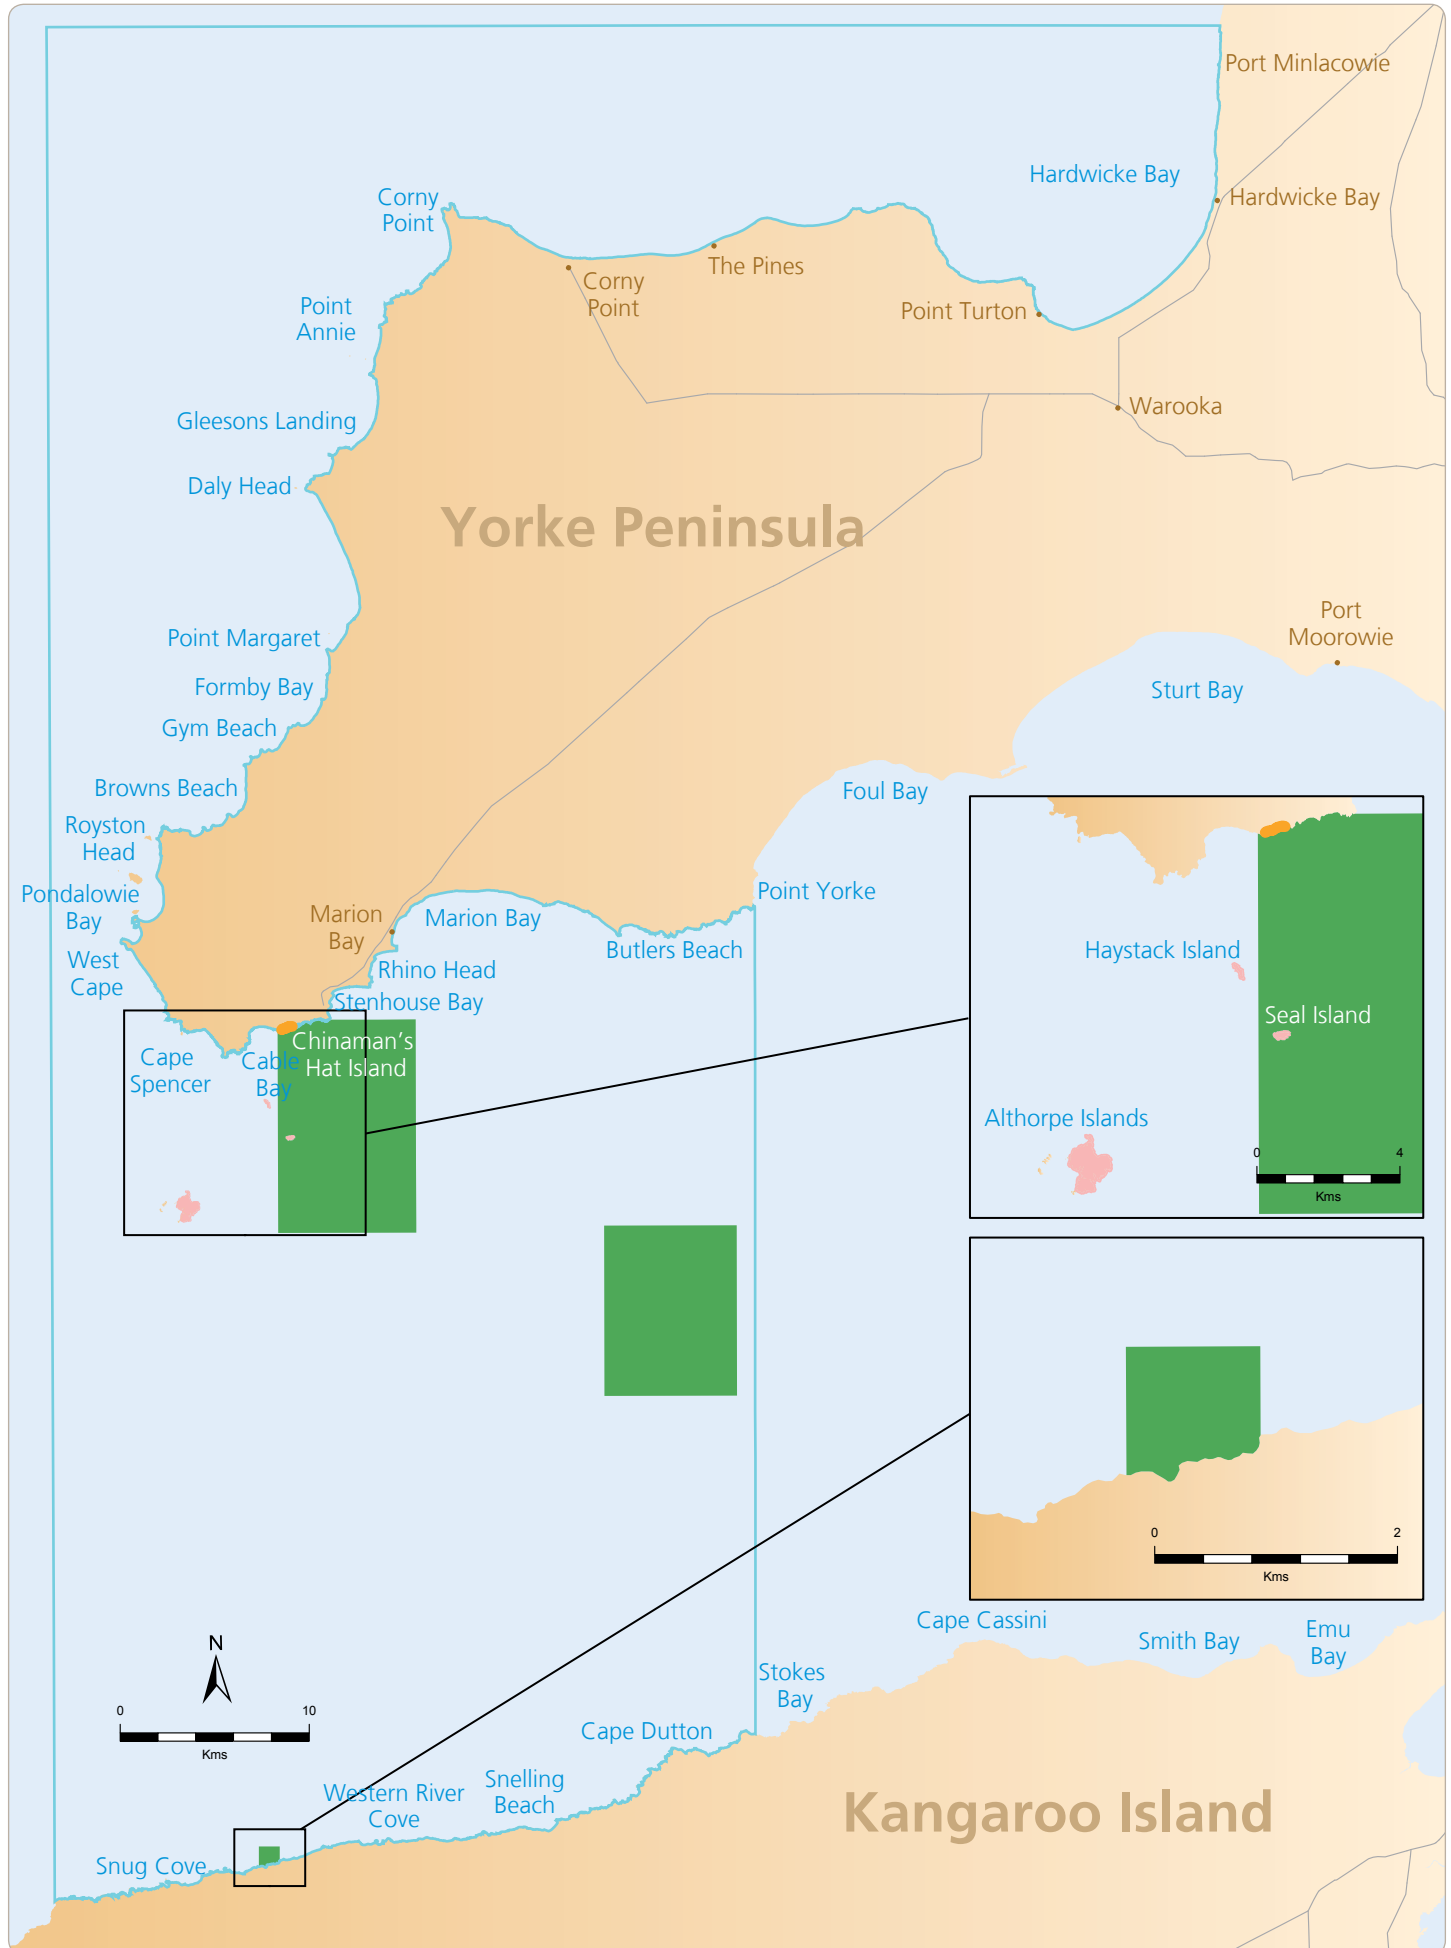 Port Minlacowie
Hardwicke Bay
Corny
Point
Hardwicke Bay
The Pines
Corny
Point
Point
Annie
Point Turton
Warooka
Gleesons Landing
Daly Head
Yorke Peninsula
Port
Moorowie
Point Margaret
Sturt Bay
Formby Bay
Gym Beach
Browns Beach
Foul Bay
Royston
Head
Pondalowie
Bay
Point Yorke
Marion
Bay
Marion Bay
Butlers Beach
West
Cape
Rhino Head
Stenhouse Bay
Chinaman's
Hat Island
Cape
Spencer
Cable
Bay
Haystack Island
Seal Island
Althorpe Islands
0 4
Kms
0 2
Kms
Cape Cassini
Smith Bay
Emu
Bay
N
0 10
Kms
Stokes
Bay
Cape Dutton
Snelling
Beach
Western River
Cove
Kangaroo Island
Snug Cove